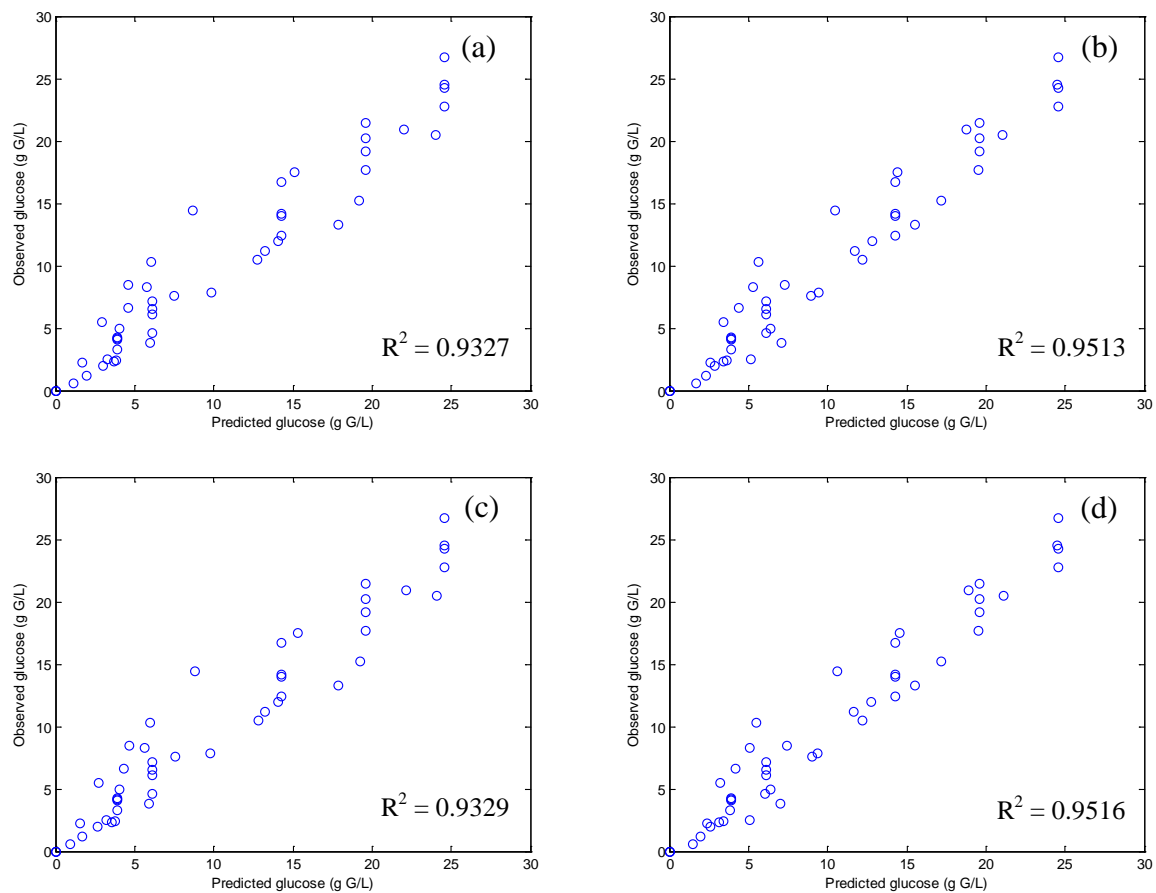 30
25
20
15
10
5
0
0 5 10 15 20 25 30
Observed glucose (g G/L)
Predicted glucose (g G/L)
(a)
R² = 0.9327
30
25
20
15
10
5
0
0 5 10 15 20 25 30
Observed glucose (g G/L)
Predicted glucose (g G/L)
(b)
R² = 0.9513
30
25
20
15
10
5
0
0 5 10 15 20 25 30
Observed glucose (g G/L)
Predicted glucose (g G/L)
(c)
R² = 0.9329
30
25
20
15
10
5
0
0 5 10 15 20 25 30
Observed glucose (g G/L)
Predicted glucose (g G/L)
(d)
R² = 0.9516